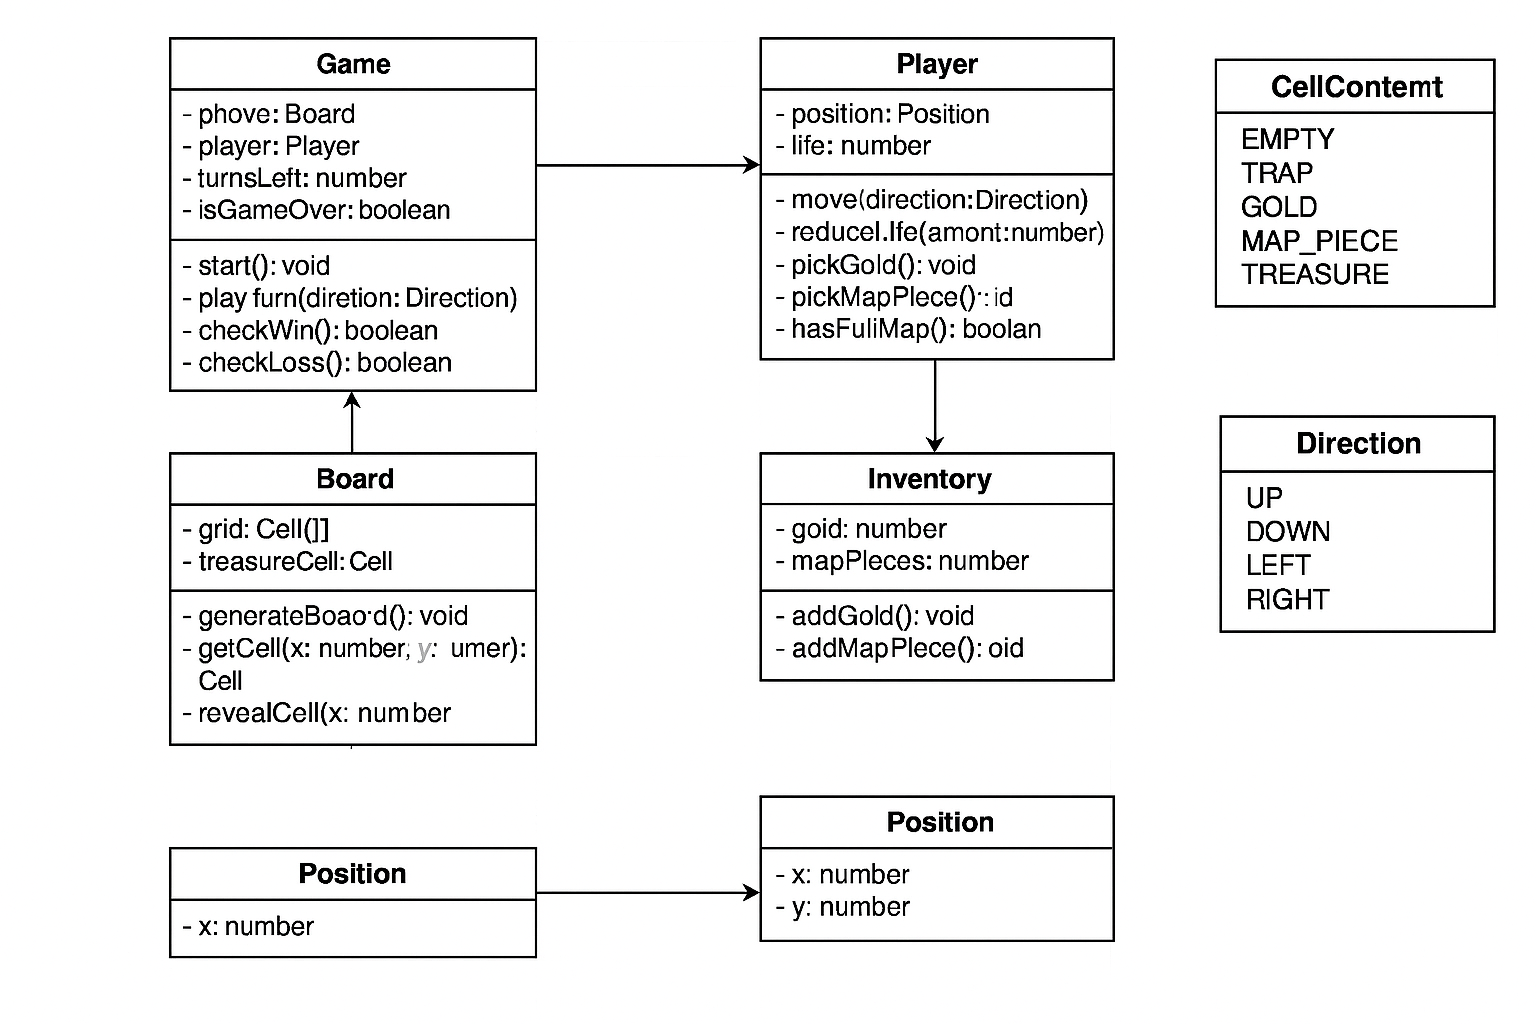 Game
- phove: Board
- player: Player
- turnsLeft: number
- isGameOver: boolean
- start(): void
- play furn(diretion: Direction)
- checkWin(): boolean
- checkLoss(): boolean
Player
- position: Position
- life: number
- move(direction:Direction)
- reducel.lfe(amont:number)
- pickGold(): void
- pickMapPlece() : id
- hasFuliMap(): boolan
CellContemt
EMPTY
TRAP
GOLD
MAP_PIECE
TREASURE
Board
- grid: Cell(]]
- treasureCell: Cell
- generateBoao·d(): void
- getCell(x: number, y: umer):
Cell
- revealCell(x: number
Inventory
- goid: number
- mapPleces: number
- addGold(): void
- addMapPlece(): oid
Direction
UP
DOWN
LEFT
RIGHT
Position
- x: number
Position
- x: number
- y: number